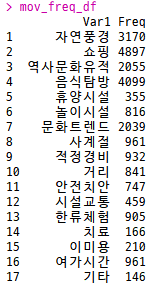 > mov_freq_df
Var1 Freq
1 자연풍경 3170
2 쇼핑 4897
3 역사문화유적 2055
4 음식탐방 4099
5 휴양시설 355
6 놀이시설 816
7 문화트렌드 2039
8 사계절 961
9 적정경비 932
10 거리 841
11 안전치안 747
12 시설교통 459
13 한류체험 905
14 치료 166
15 이미용 210
16 여가시간 961
17 기타 146